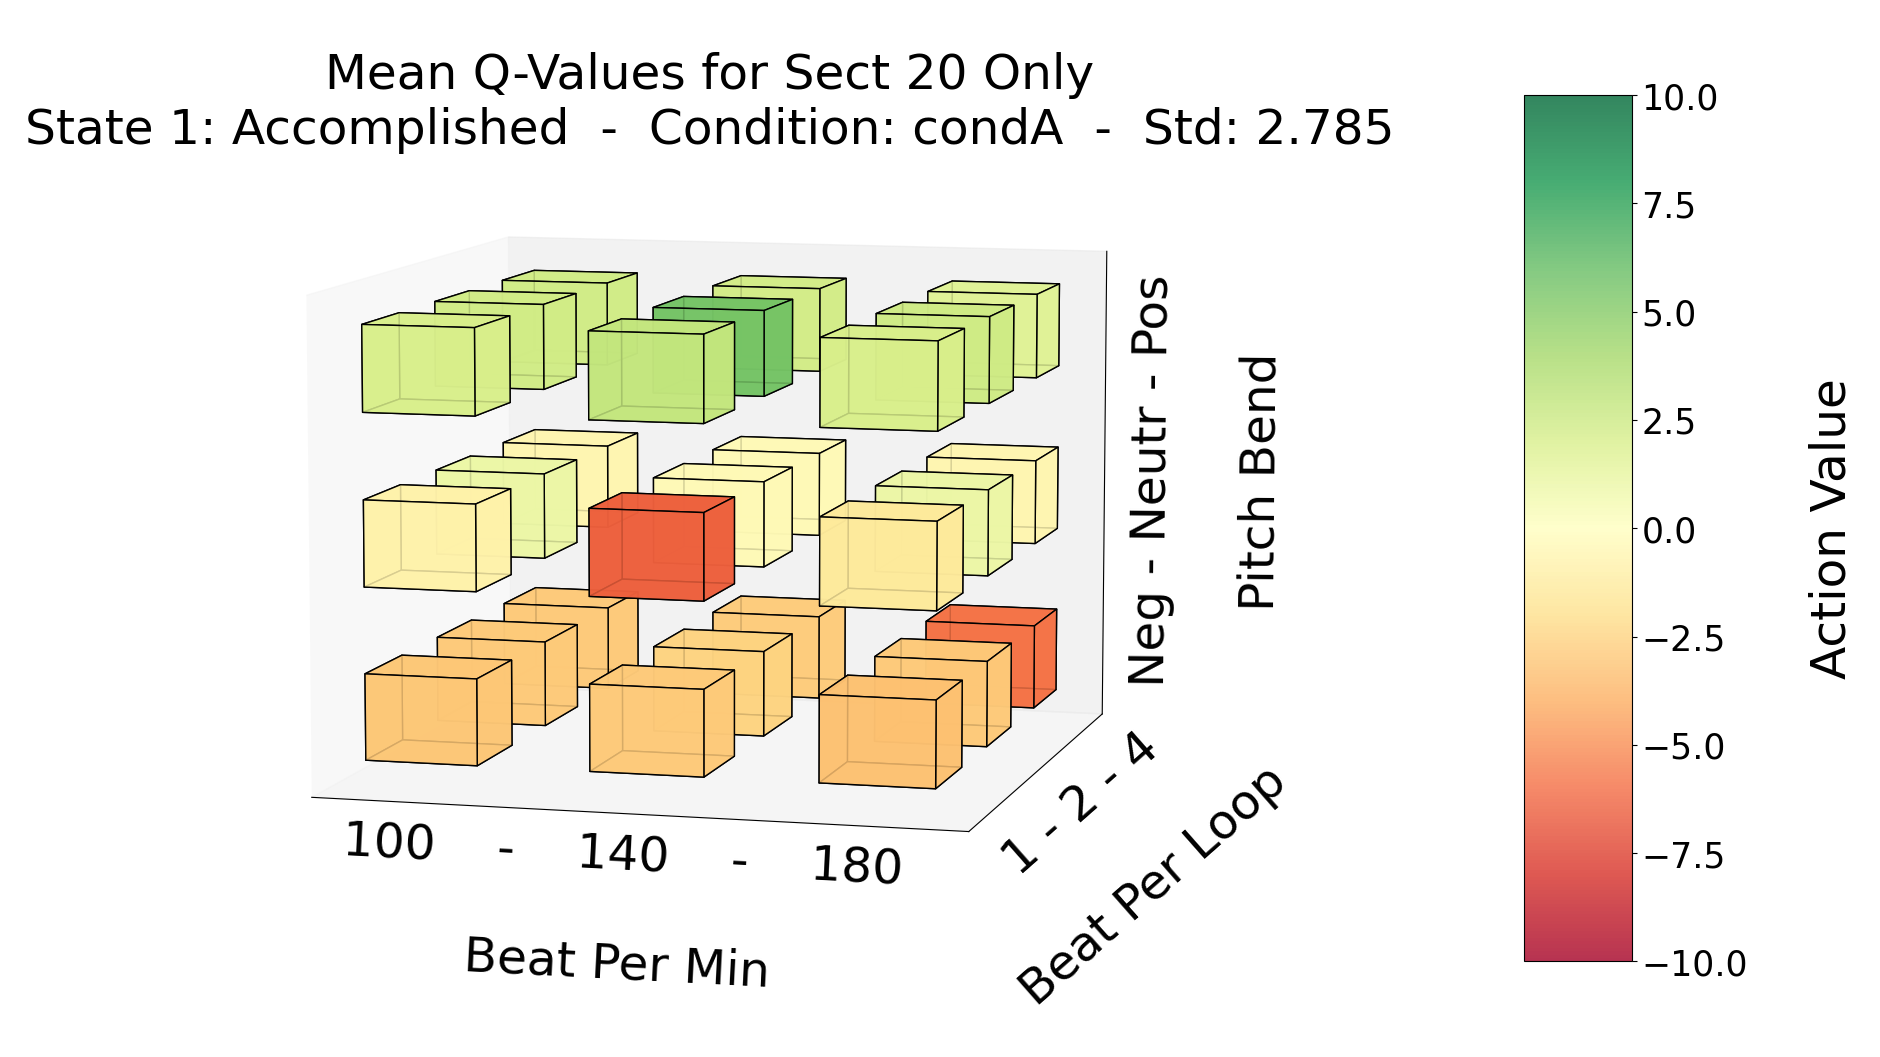 Mean Q-Values for Sect 20 Only
State 1: Accomplished - Condition: condA - Std: 2.785
10.0
7.5
5.0
2.5
0.0
−2.5
−5.0
−7.5
−10.0
Action Value
Neg - Neutr - Pos
Pitch Bend
1 - 2 - 4
Beat Per Loop
100 - 140 - 180
Beat Per Min